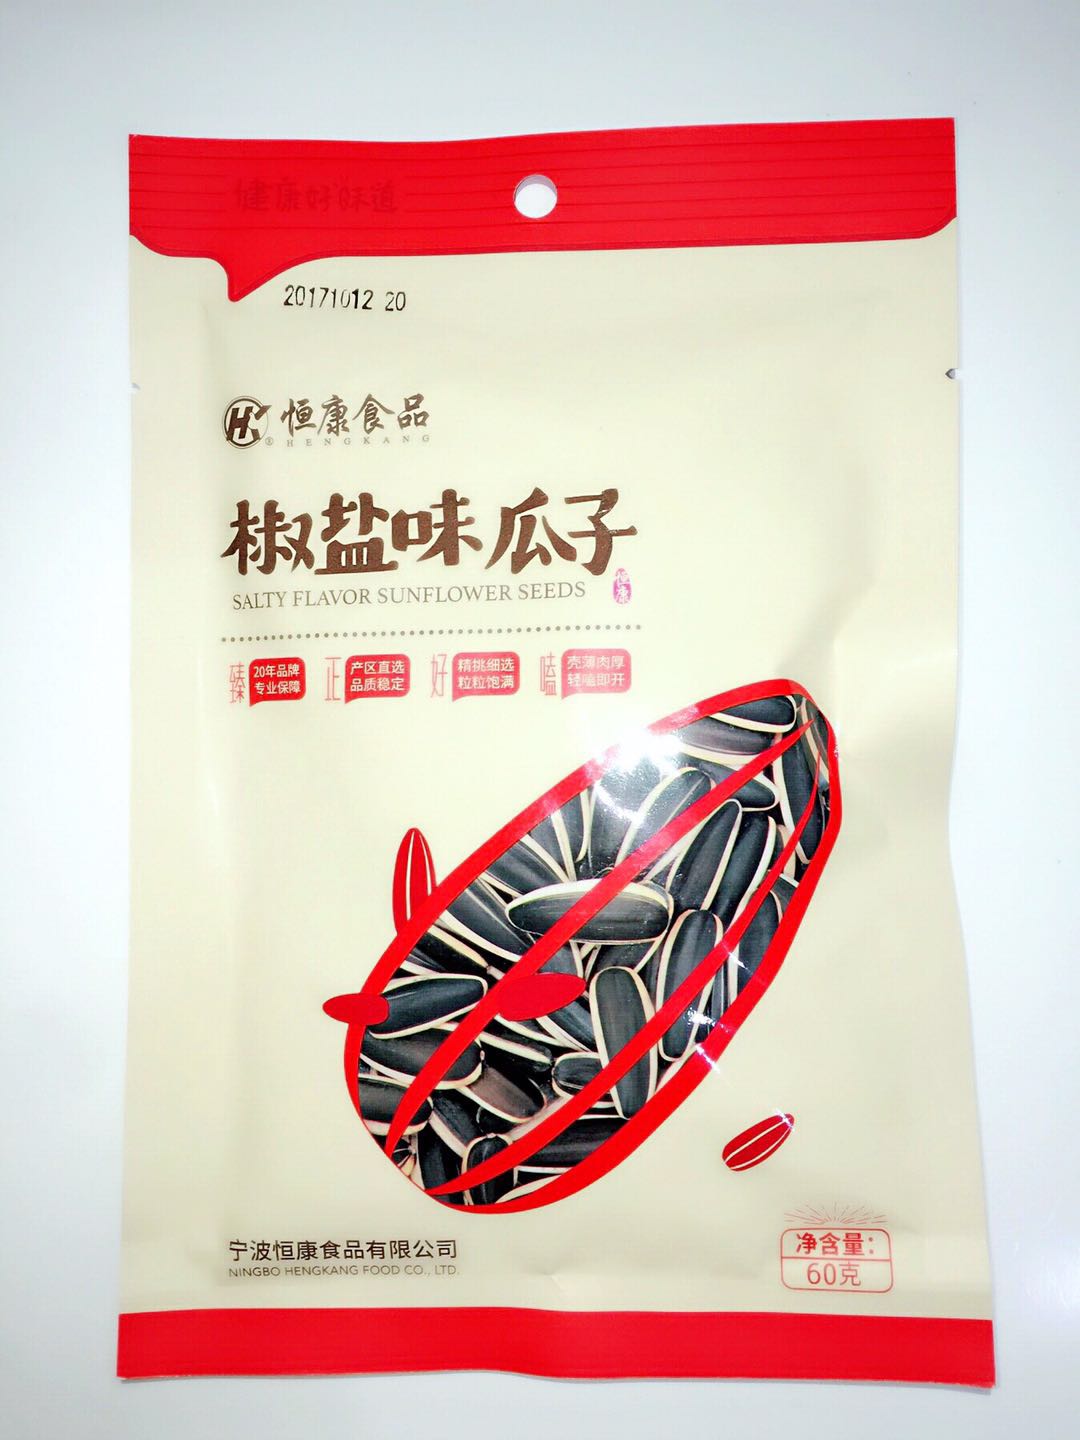 健康好味道
20171012 20
HK®
恒康食品
HENGKANG
椒盐味瓜子
SALTY FLAVOR SUNFLOWER SEEDS
恒康
臻
20年品牌
专业保障
正
产区直选
品质稳定
好
精挑细选
粒粒饱满
嗑
壳薄肉厚
轻嗑即开
宁波恒康食品有限公司
NINGBO HENGKANG FOOD CO., LTD.
净含量:
60克